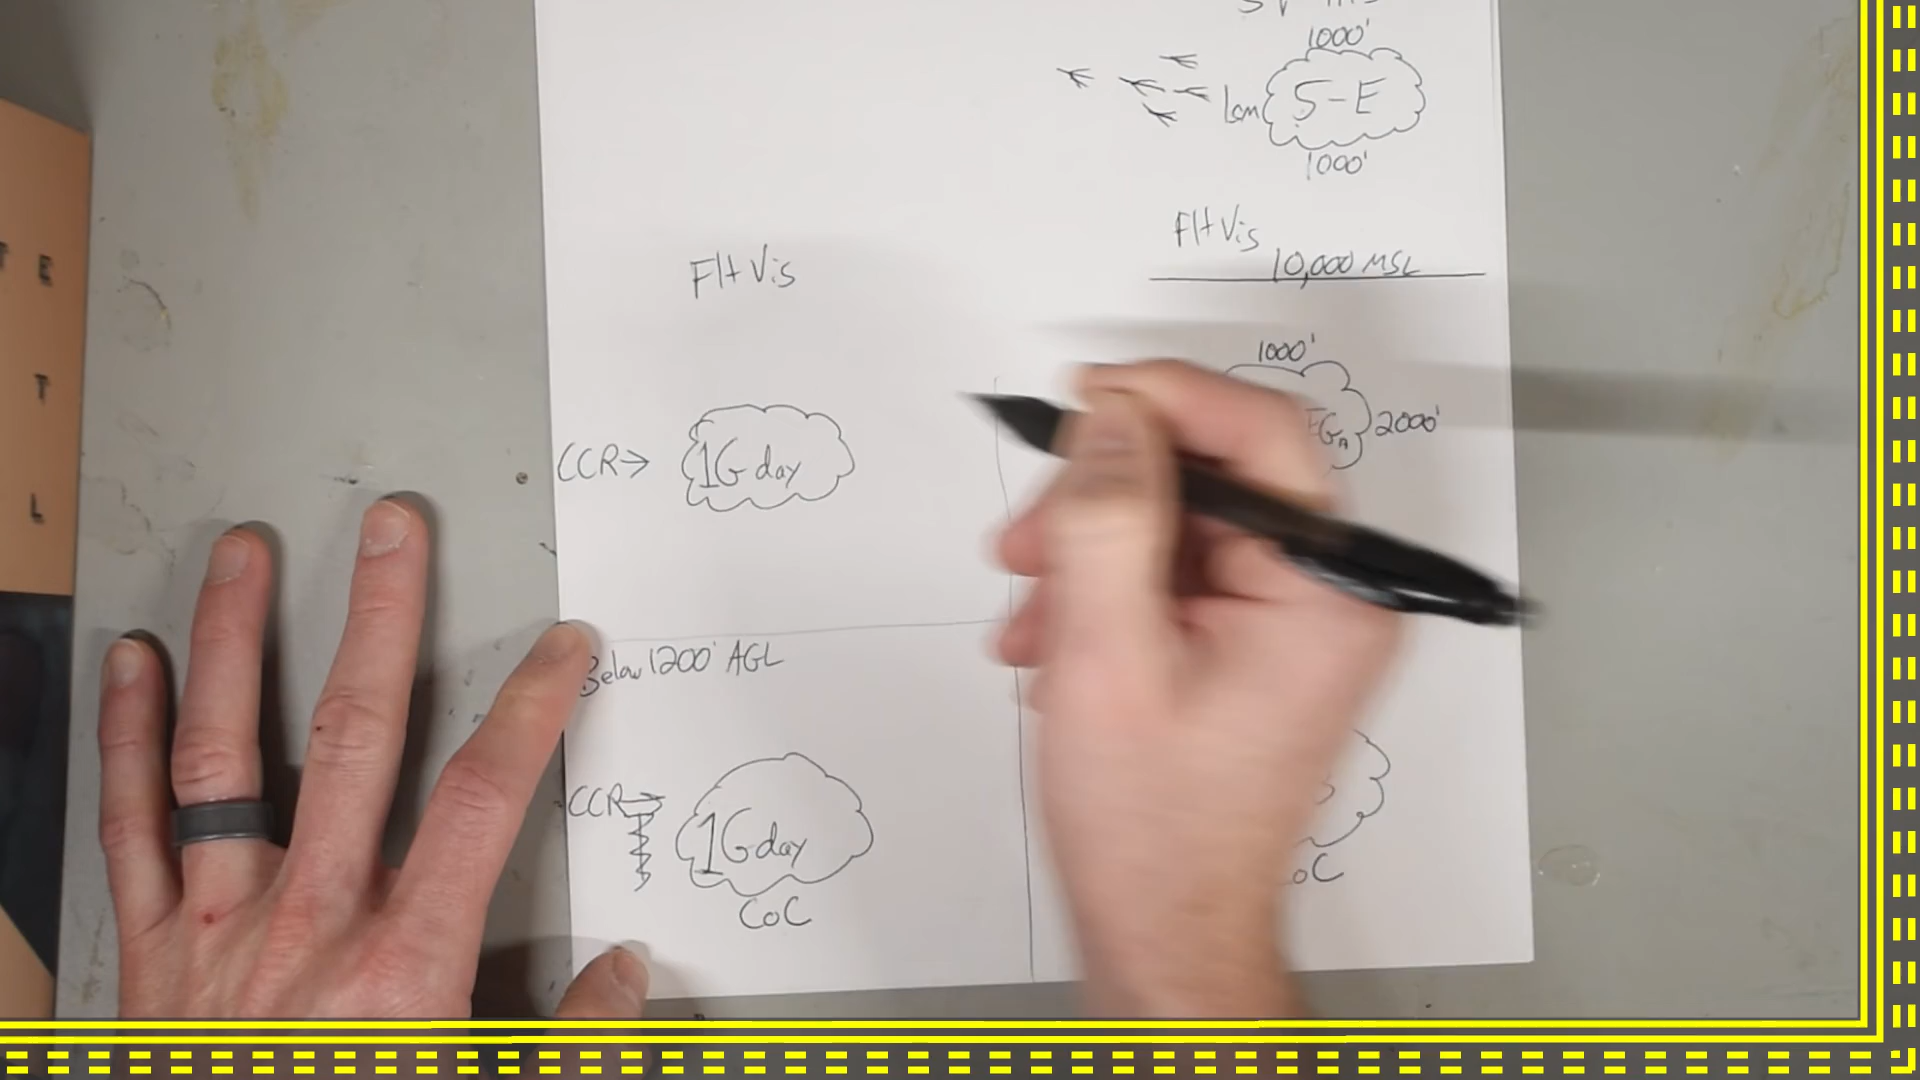 1000'
S-E
1sm
1000'
Flt Vis
10,000 MSL
Flt Vis
1000'
2000'
CCR→
1G day
Below 1200' AGL
CCR→
1G day
CoC
CoC
E
T
L